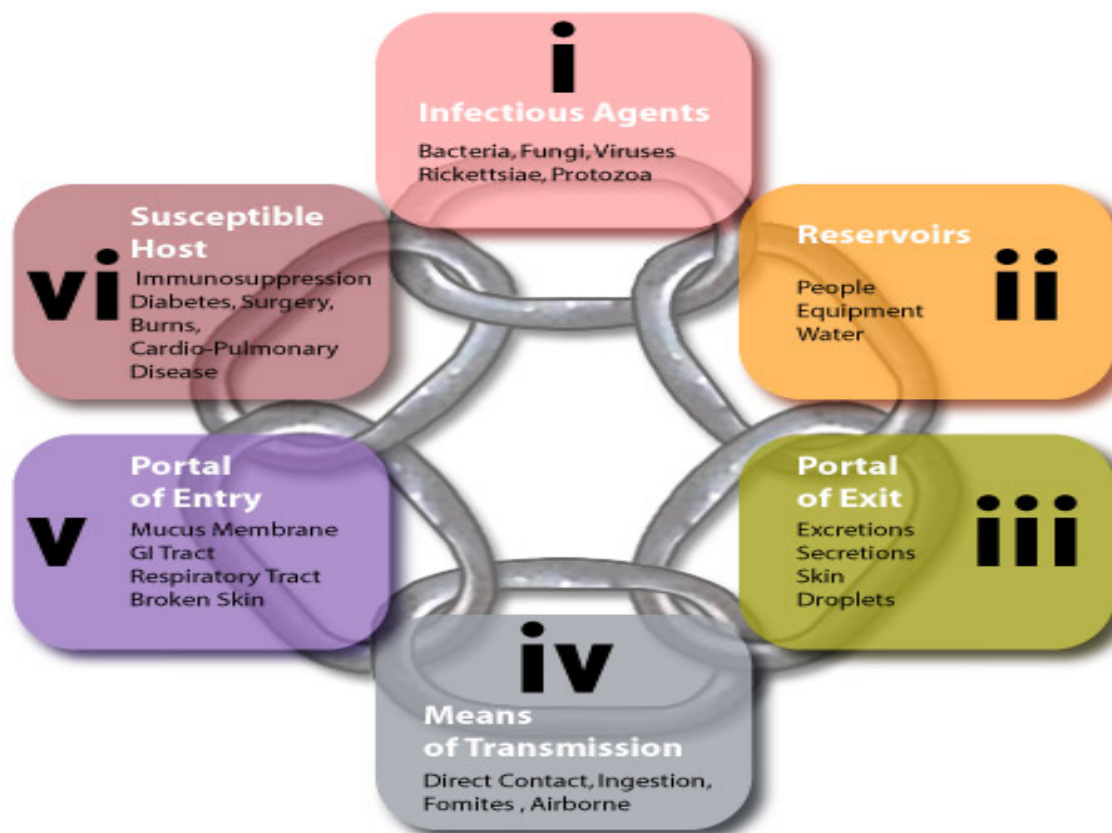 i
Infectious Agents
Bacteria, Fungi, Viruses
Rickettsiae, Protozoa
ii
Reservoirs
People
Equipment
Water
iii
Portal
of Exit
Excretions
Secretions
Skin
Droplets
iv
Means
of Transmission
Direct Contact, Ingestion,
Fomites , Airborne
v
Portal
of Entry
Mucus Membrane
GI Tract
Respiratory Tract
Broken Skin
vi
Susceptible
Host
Immunosuppression
Diabetes, Surgery,
Burns,
Cardio-Pulmonary
Disease